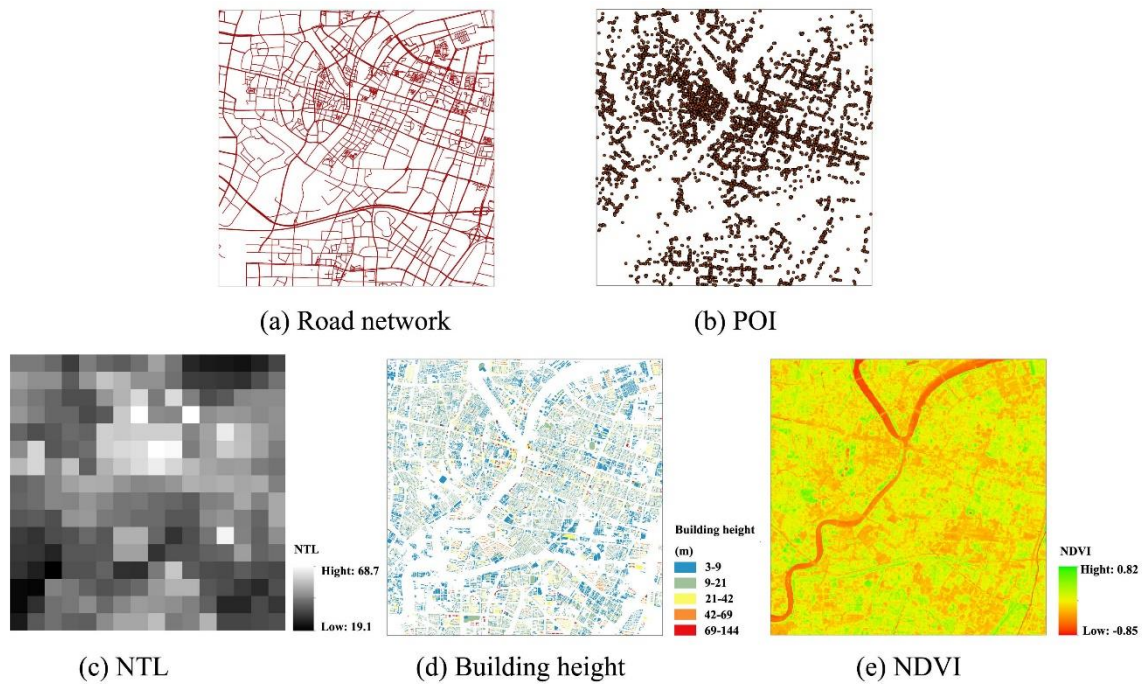 (a) Road network
(b) POI
NTL
Hight: 68.7
Low: 19.1
(c) NTL
Building height
(m)
3-9
9-21
21-42
42-69
69-144
(d) Building height
NDVI
Hight: 0.82
Low: -0.85
(e) NDVI